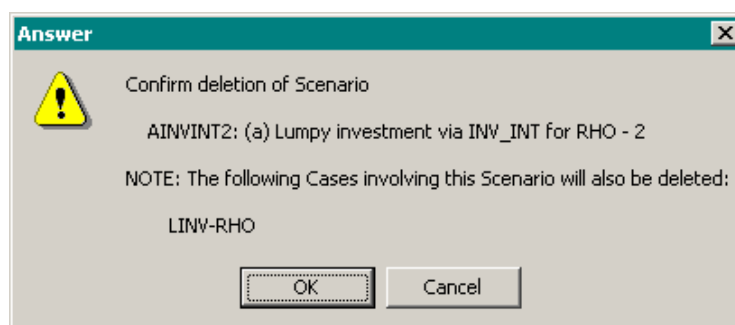 Answer
Confirm deletion of Scenario
AINVINT2: (a) Lumpy investment via INV_INT for RHO - 2
NOTE: The following Cases involving this Scenario will also be deleted:
LINV-RHO
OK Cancel